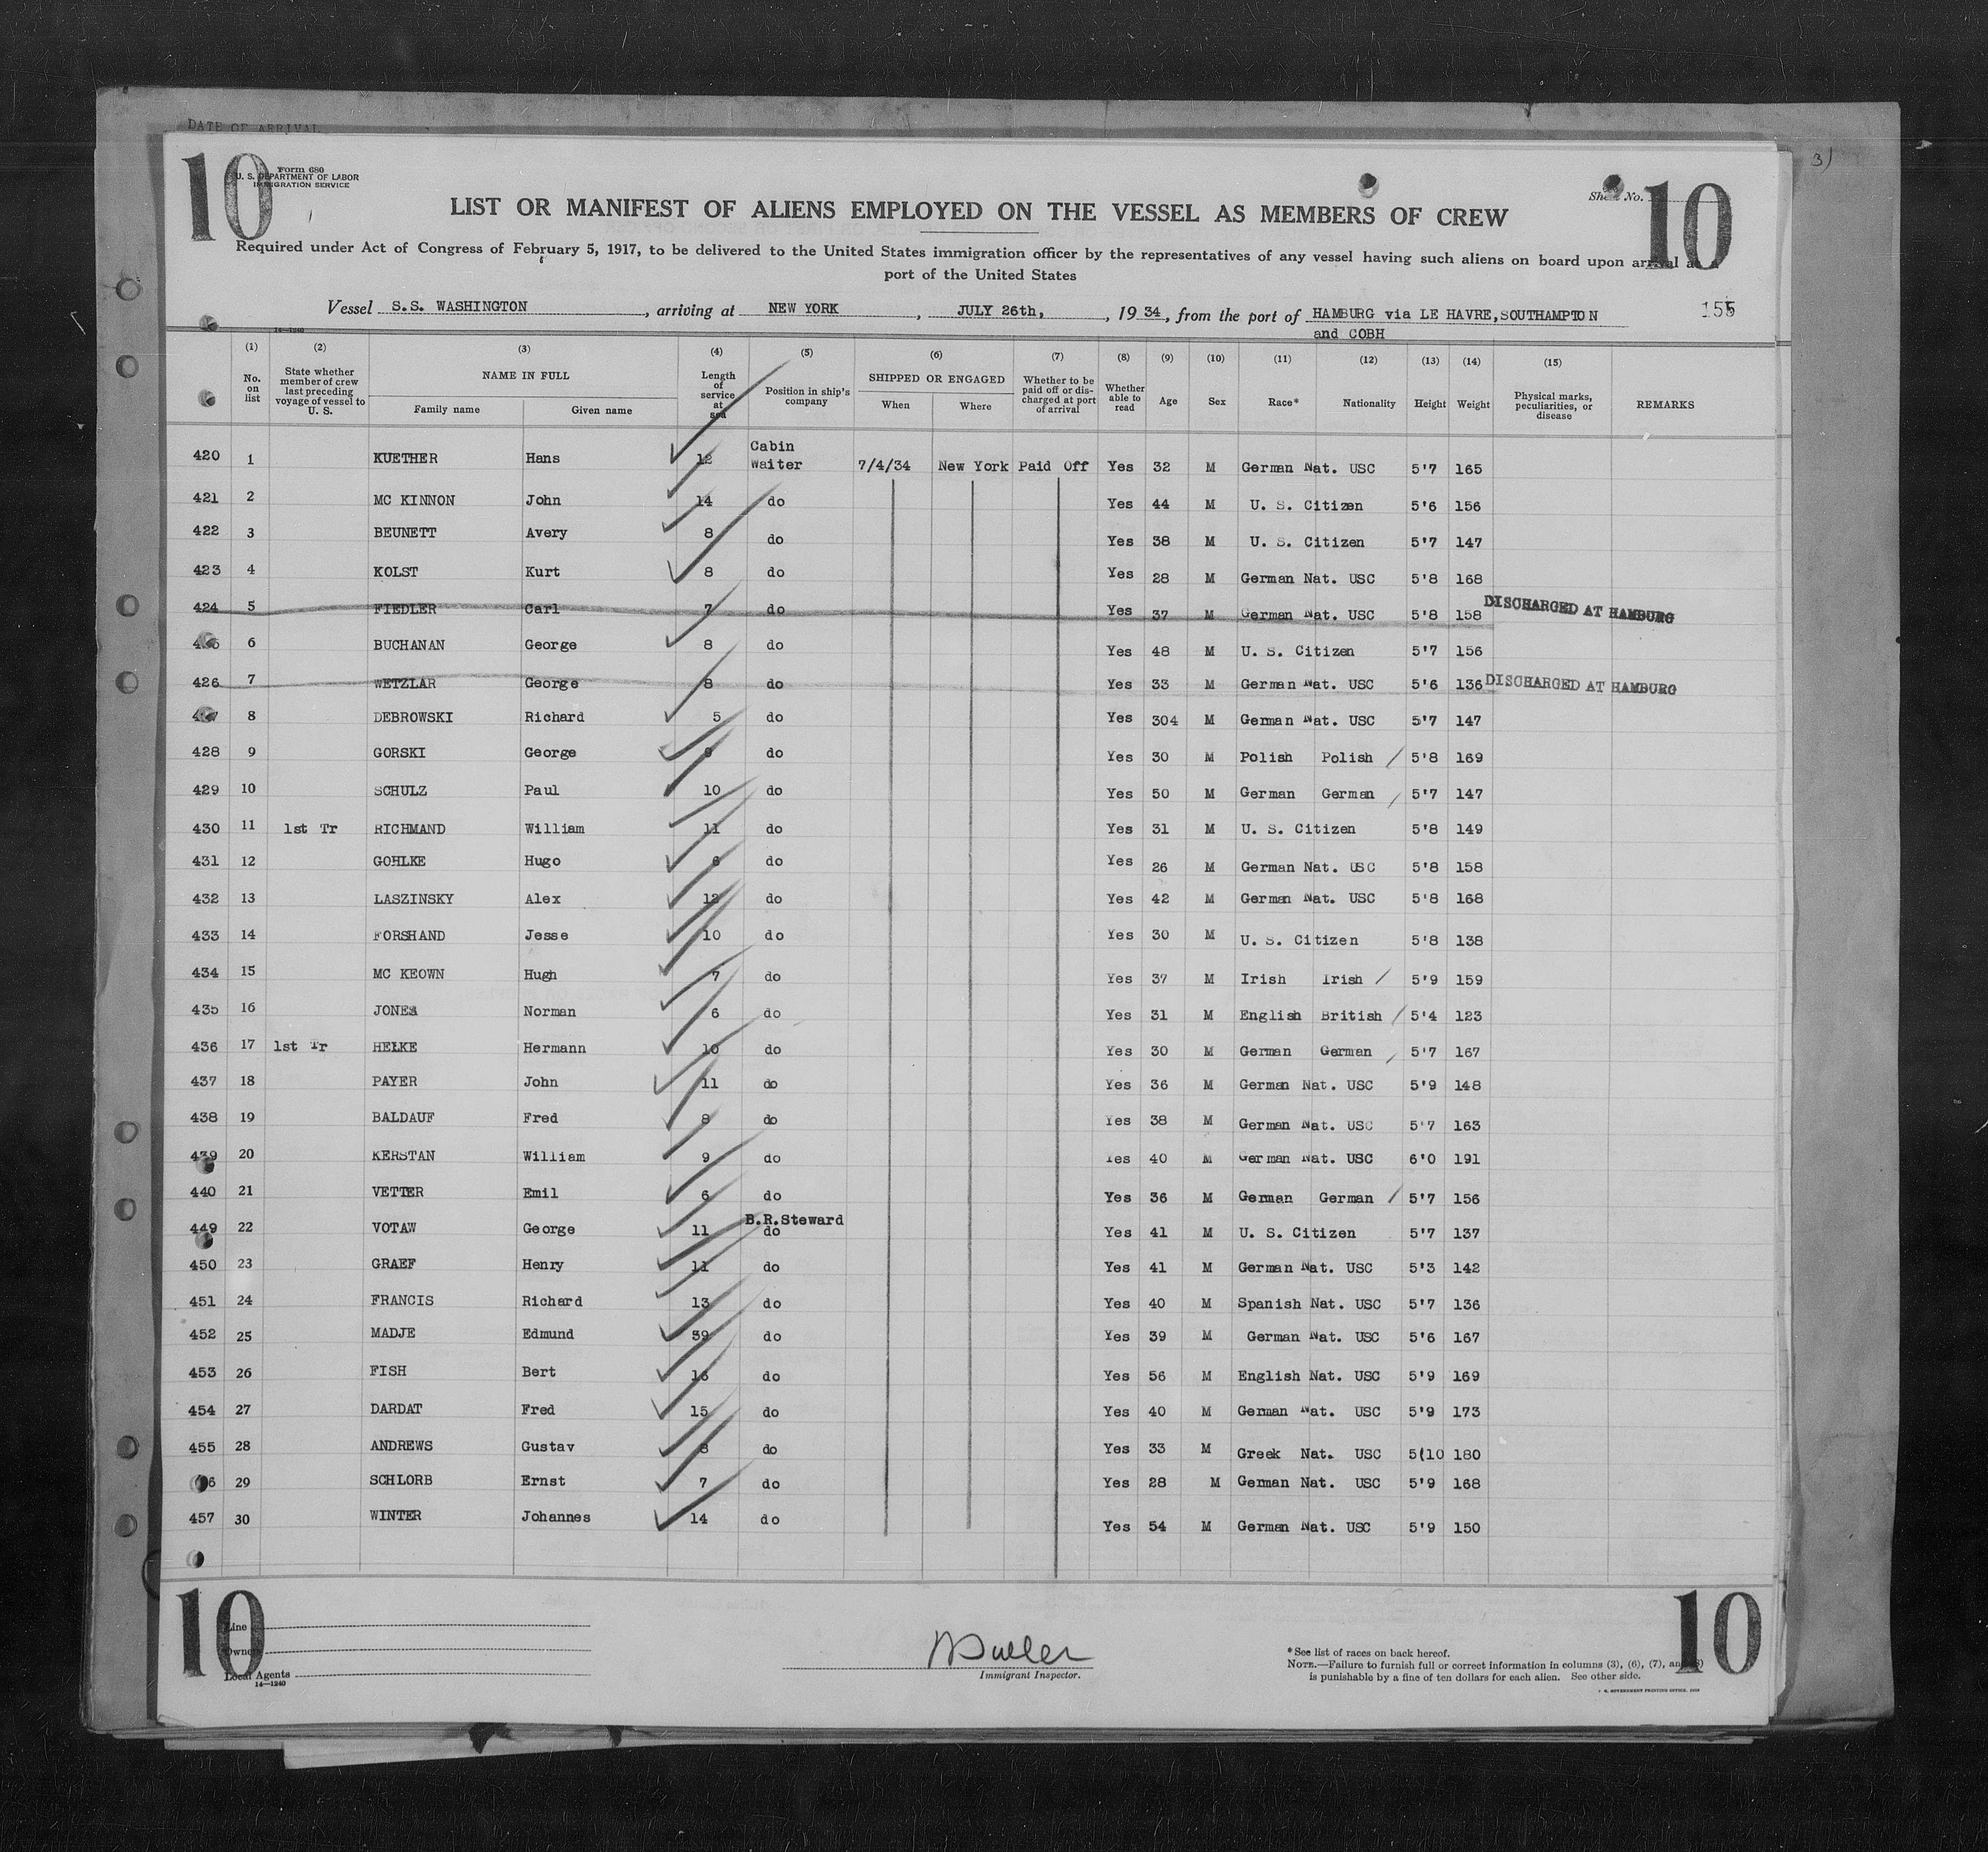 DATE OF ARRIVAL
3)
10
Form 680
U. S. DEPARTMENT OF LABOR
IMMIGRATION SERVICE
Sheet No.
10
LIST OR MANIFEST OF ALIENS EMPLOYED ON THE VESSEL AS MEMBERS OF CREW
Required under Act of Congress of February 5, 1917, to be delivered to the United States immigration officer by the representatives of any vessel having such aliens on board upon arrival at a
port of the United States
Vessel S.S. WASHINGTON, arriving at NEW YORK, JULY 26th, , 1934, from the port of HAMBURG via LE HAVRE, SOUTHAMPTON
and COBH
14-1240
(1) (2) (3) (4) (5) (6) (7) (8) (9) (10) (11) (12) (13) (14) (15)
No. on list State whether member of crew last preceding voyage of vessel to U. S. NAME IN FULL Family name Given name Length of service at sea Position in ship's company SHIPPED OR ENGAGED When Where Whether to be paid off or discharged at port of arrival Whether able to read Age Sex Race* Nationality Height Weight Physical marks, peculiarities, or disease REMARKS
420 1 KUETHER Hans 12 Cabin Waiter 7/4/34 New York Paid Off Yes 32 M German Nat. USC 5'7 165
421 2 MC KINNON John 14 do Yes 44 M U. S. Citizen 5'6 156
422 3 BEUNETT Avery 8 do Yes 38 M U. S. Citizen 5'7 147
423 4 KOLST Kurt 8 do Yes 28 M German Nat. USC 5'8 168
424 5 FIEDLER Carl 7 do Yes 37 M German Nat. USC 5'8 158 DISCHARGED AT HAMBURG
6 BUCHANAN George 8 do Yes 48 M U. S. Citizen 5'7 156
426 7 WETZLAR George 8 do Yes 33 M German Nat. USC 5'6 136 DISCHARGED AT HAMBURG
8 DEBROWSKI Richard 5 do Yes 304 M German Nat. USC 5'7 147
428 9 GORSKI George 9 do Yes 30 M Polish Polish / 5'8 169
429 10 SCHULZ Paul 10 do Yes 50 M German German / 5'7 147
430 11 1st Tr RICHMAND William 11 do Yes 31 M U. S. Citizen 5'8 149
431 12 GOHLKE Hugo 6 do Yes 26 M German Nat. USC 5'8 158
432 13 LASZINSKY Alex 12 do Yes 42 M German Nat. USC 5'8 168
433 14 FORSHAND Jesse 10 do Yes 30 M U. S. Citizen 5'8 138
434 15 MC KEOWN Hugh 7 do Yes 37 M Irish Irish / 5'9 159
435 16 JONES Norman 6 do Yes 31 M English British / 5'4 123
436 17 1st Tr HELKE Hermann 10 do Yes 30 M German German / 5'7 167
437 18 PAYER John 11 do Yes 36 M German Nat. USC 5'9 148
438 19 BALDAUF Fred 8 do Yes 38 M German Nat. USC 5'7 163
439 20 KERSTAN William 9 do Yes 40 M German Nat. USC 6'0 191
440 21 VETTER Emil 6 do Yes 36 M German German / 5'7 156
449 22 VOTAW George 11 B.R.Steward do Yes 41 M U. S. Citizen 5'7 137
450 23 GRAEF Henry 11 do Yes 41 M German Nat. USC 5'3 142
451 24 FRANCIS Richard 13 do Yes 40 M Spanish Nat. USC 5'7 136
452 25 MADJE Edmund 39 do Yes 39 M German Nat. USC 5'6 167
453 26 FISH Bert 16 do Yes 56 M English Nat. USC 5'9 169
454 27 DARDAT Fred 15 do Yes 40 M German Nat. USC 5'9 173
455 28 ANDREWS Gustav 8 do Yes 33 M Greek Nat. USC 5(10 180
29 SCHLORB Ernst 7 do Yes 28 M German Nat. USC 5'9 168
457 30 WINTER Johannes 14 do Yes 54 M German Nat. USC 5'9 150
10
Line
Owners
Local Agents
14—1240
Immigrant Inspector.
*See list of races on back hereof.
NOTE.—Failure to furnish full or correct information in columns (3), (6), (7), and
is punishable by a fine of ten dollars for each alien. See other side.
U. S. GOVERNMENT PRINTING OFFICE
10